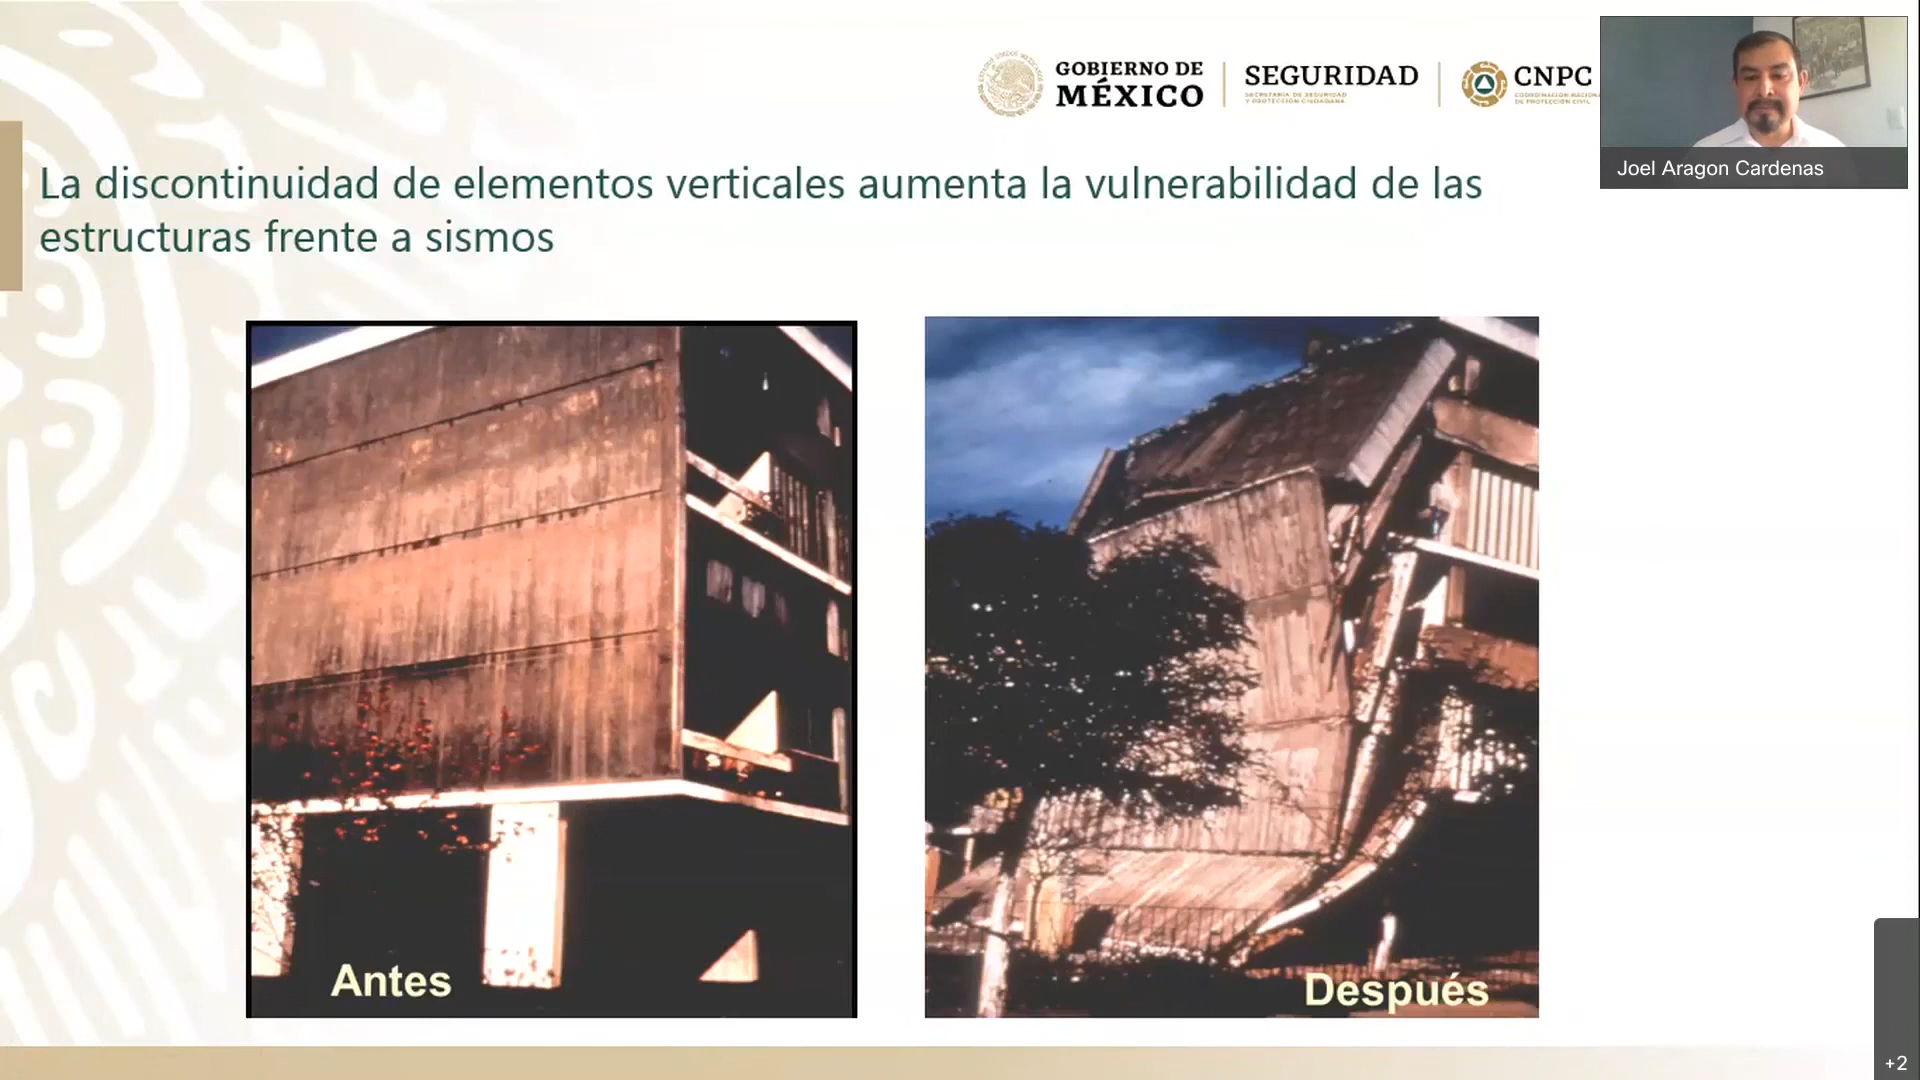 GOBIERNO DE
MÉXICO
SEGURIDAD
SECRETARÍA DE SEGURIDAD
Y PROTECCIÓN CIUDADANA
CNPC
COORDINACIÓN
DE PROTECCIÓN CIVIL
Joel Aragon Cardenas
La discontinuidad de elementos verticales aumenta la vulnerabilidad de las
estructuras frente a sismos
Antes
Después
+2